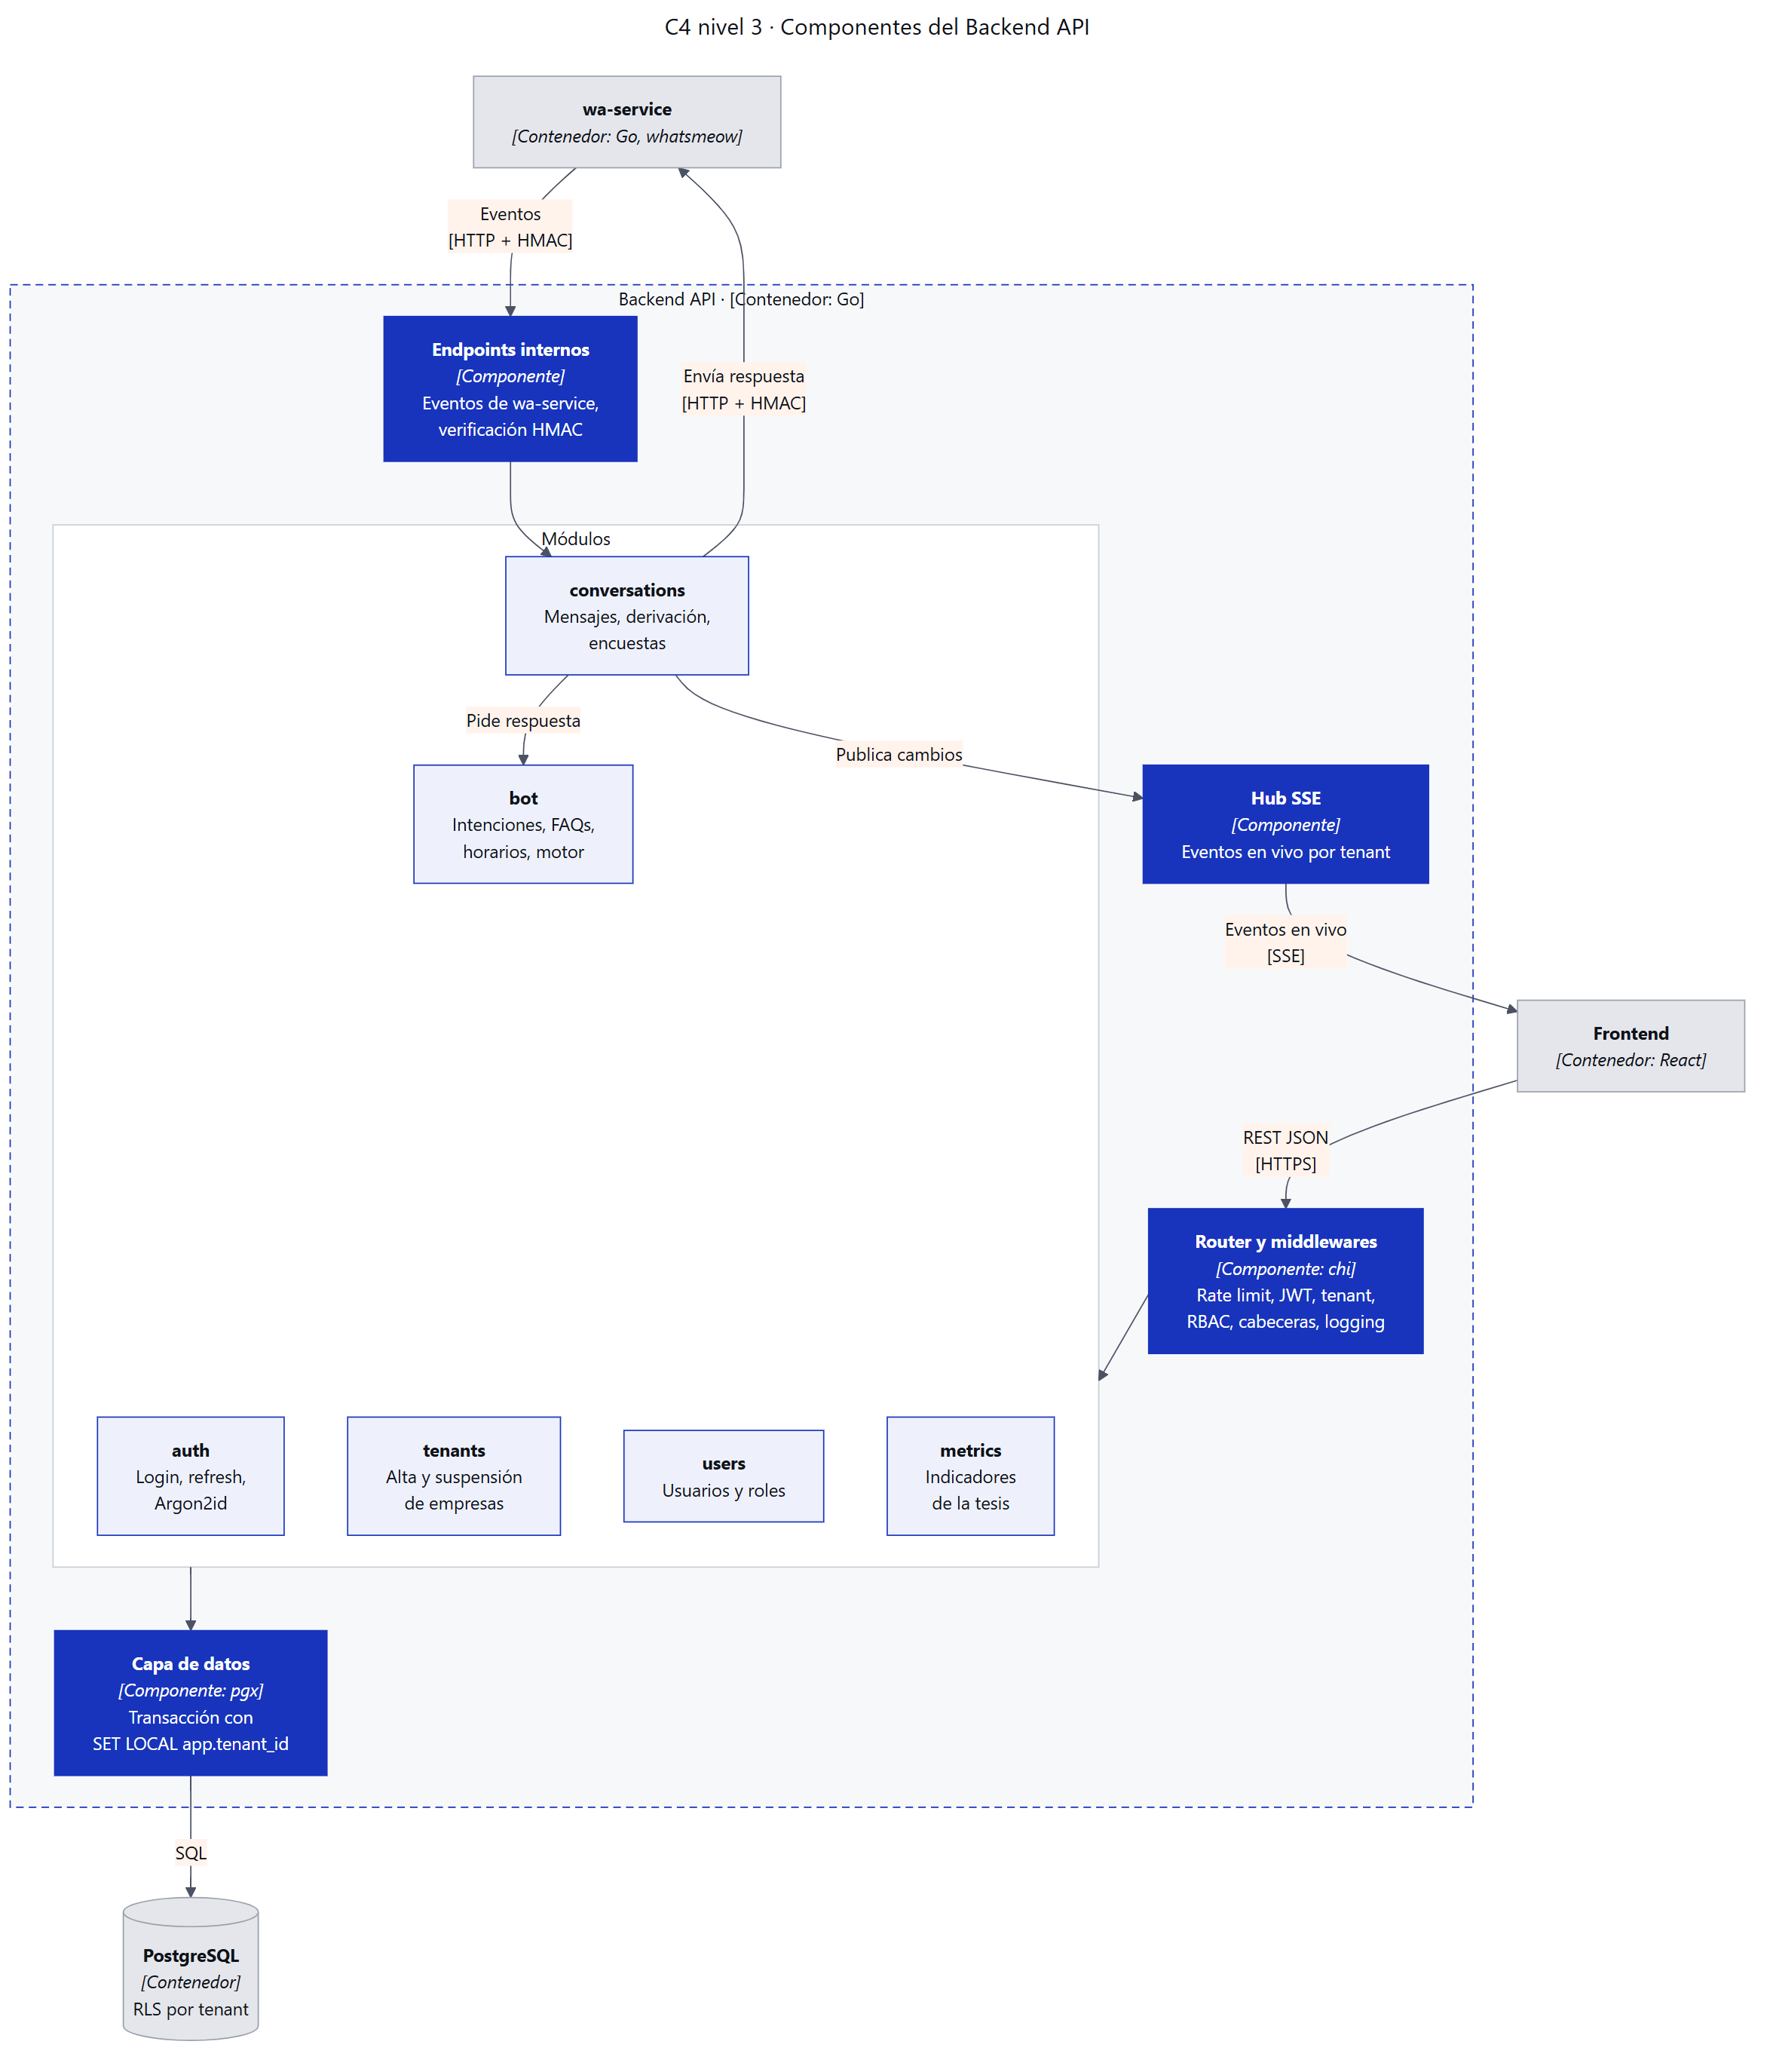 C4 nivel 3 · Componentes del Backend API
wa-service
[Contenedor: Go, whatsmeow]
Eventos
[HTTP + HMAC]
Backend API · [Contenedor: Go]
Endpoints internos
[Componente]
Eventos de wa-service,
verificación HMAC
Envía respuesta
[HTTP + HMAC]
Módulos
conversations
Mensajes, derivación,
encuestas
Pide respuesta
Publica cambios
bot
Intenciones, FAQs,
horarios, motor
Hub SSE
[Componente]
Eventos en vivo por tenant
Eventos en vivo
[SSE]
Frontend
[Contenedor: React]
REST JSON
[HTTPS]
Router y middlewares
[Componente: chi]
Rate limit, JWT, tenant,
RBAC, cabeceras, logging
auth
Login, refresh,
Argon2id
tenants
Alta y suspensión
de empresas
users
Usuarios y roles
metrics
Indicadores
de la tesis
Capa de datos
[Componente: pgx]
Transacción con
SET LOCAL app.tenant_id
SQL
PostgreSQL
[Contenedor]
RLS por tenant